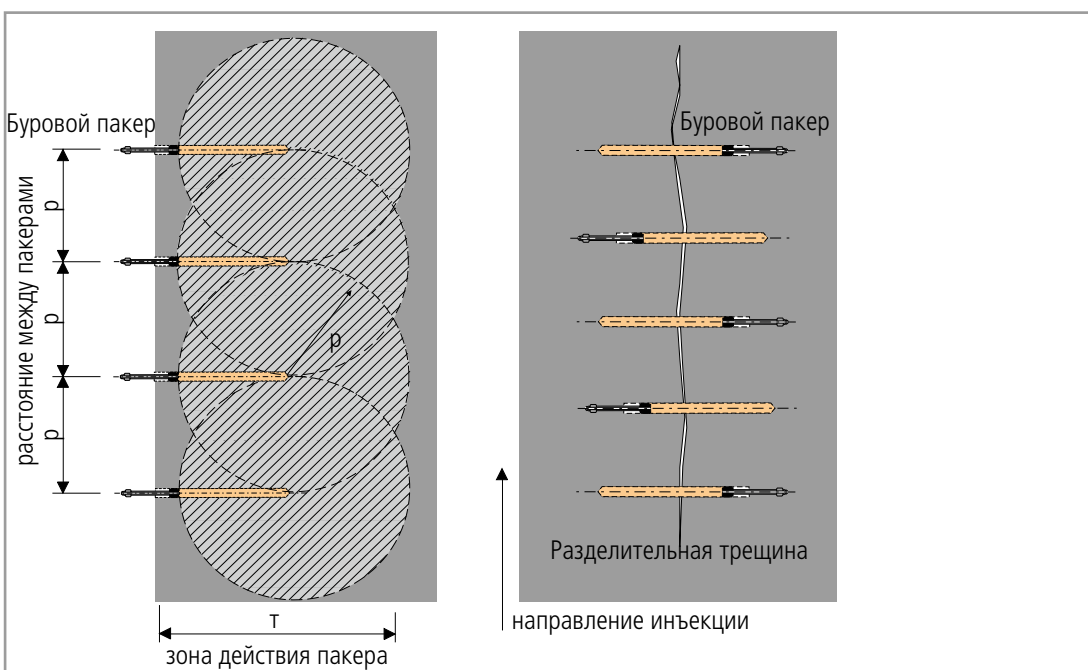 Буровой пакер
расстояние между пакерами
р
р
р
р
Т
зона действия пакера
Буровой пакер
Разделительная трещина
направление инъекции